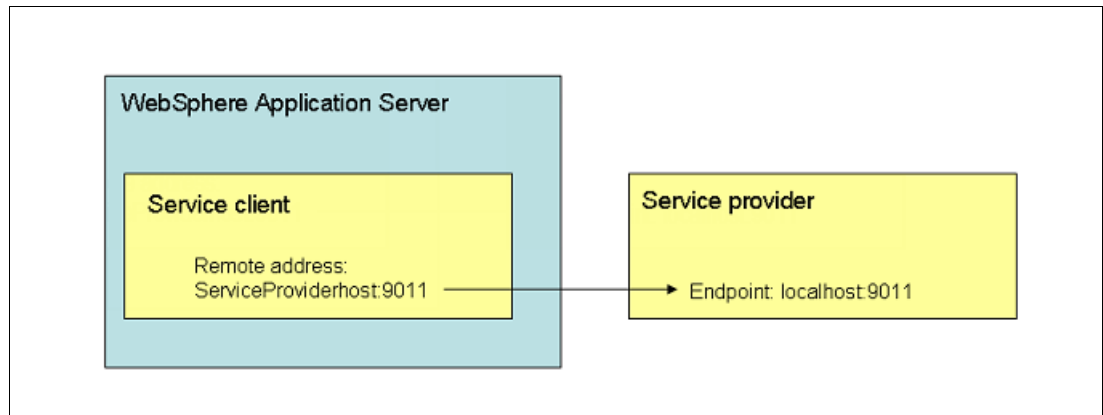 WebSphere Application Server
Service client
Remote address:
ServiceProviderhost:9011
Service provider
Endpoint: localhost:9011